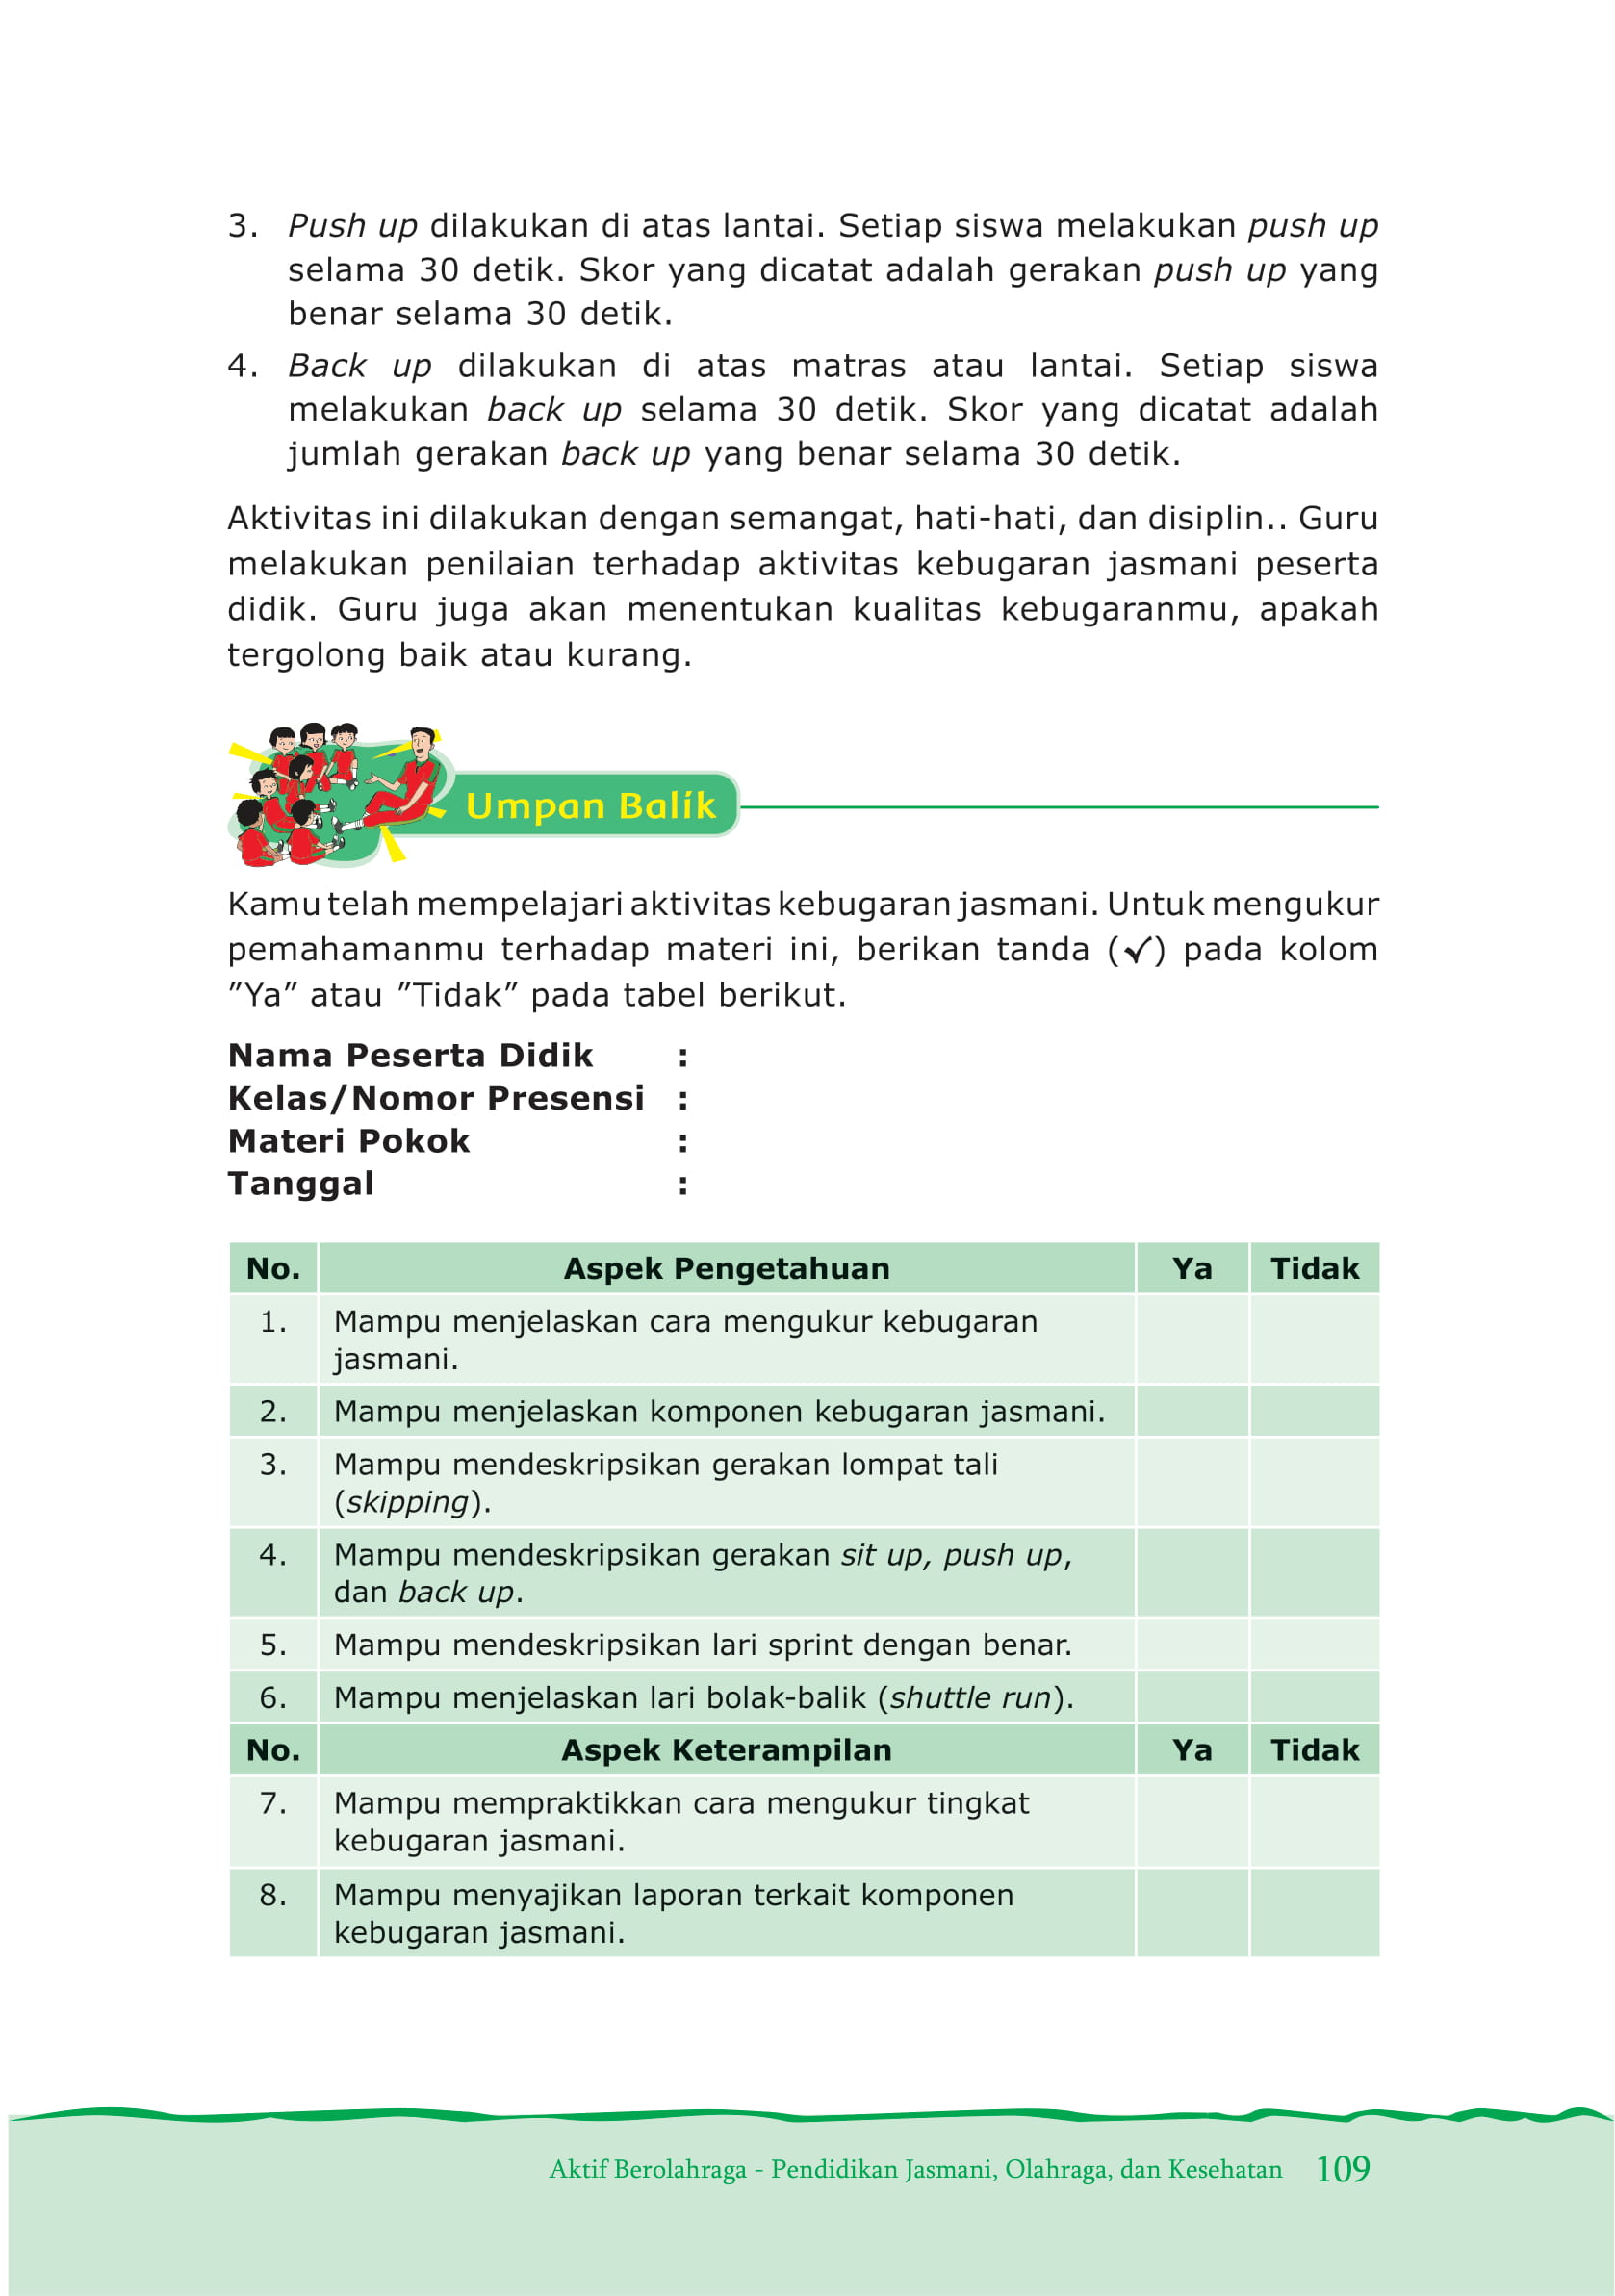 3. Push up dilakukan di atas lantai. Setiap siswa melakukan push up
selama 30 detik. Skor yang dicatat adalah gerakan push up yang
benar selama 30 detik.
4. Back up dilakukan di atas matras atau lantai. Setiap siswa
melakukan back up selama 30 detik. Skor yang dicatat adalah
jumlah gerakan back up yang benar selama 30 detik.
Aktivitas ini dilakukan dengan semangat, hati-hati, dan disiplin.. Guru
melakukan penilaian terhadap aktivitas kebugaran jasmani peserta
didik. Guru juga akan menentukan kualitas kebugaranmu, apakah
tergolong baik atau kurang.
Umpan Balik
Kamu telah mempelajari aktivitas kebugaran jasmani. Untuk mengukur
pemahamanmu terhadap materi ini, berikan tanda (✓) pada kolom
”Ya” atau ”Tidak” pada tabel berikut.
Nama Peserta Didik :
Kelas/Nomor Presensi :
Materi Pokok :
Tanggal :
No. Aspek Pengetahuan Ya Tidak
1. Mampu menjelaskan cara mengukur kebugaran
jasmani.
2. Mampu menjelaskan komponen kebugaran jasmani.
3. Mampu mendeskripsikan gerakan lompat tali
(skipping).
4. Mampu mendeskripsikan gerakan sit up, push up,
dan back up.
5. Mampu mendeskripsikan lari sprint dengan benar.
6. Mampu menjelaskan lari bolak-balik (shuttle run).
No. Aspek Keterampilan Ya Tidak
7. Mampu mempraktikkan cara mengukur tingkat
kebugaran jasmani.
8. Mampu menyajikan laporan terkait komponen
kebugaran jasmani.
Aktif Berolahraga - Pendidikan Jasmani, Olahraga, dan Kesehatan 109